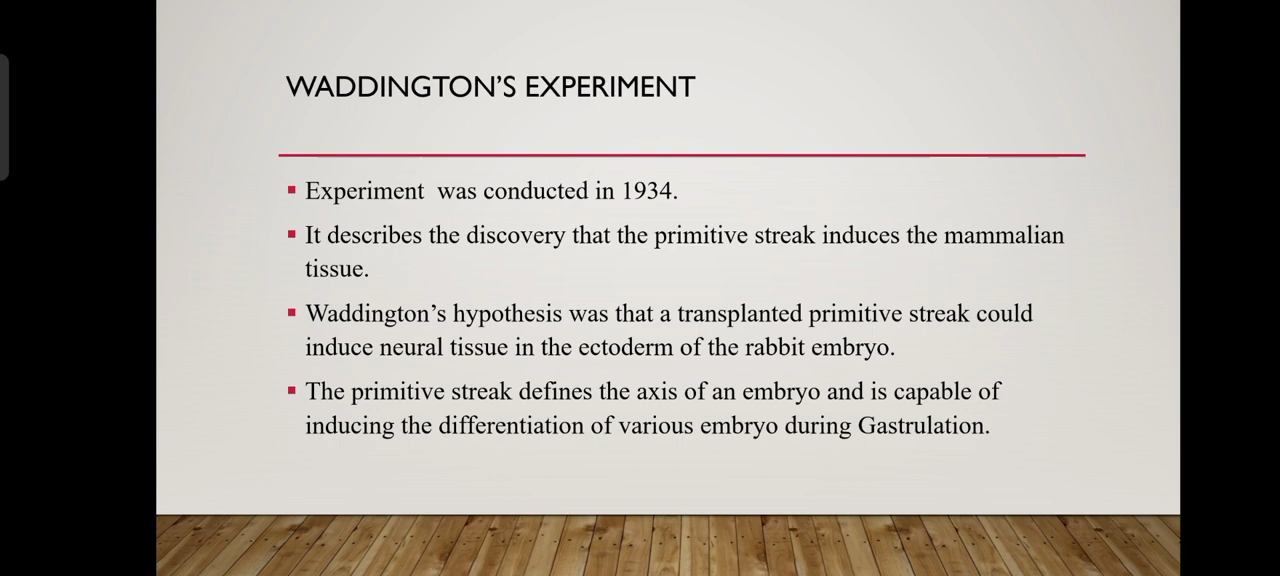 WADDINGTON’S EXPERIMENT
▪ Experiment  was conducted in 1934.
▪ It describes the discovery that the primitive streak induces the mammalian
tissue.
▪ Waddington’s hypothesis was that a transplanted primitive streak could
induce neural tissue in the ectoderm of the rabbit embryo.
▪ The primitive streak defines the axis of an embryo and is capable of
inducing the differentiation of various embryo during Gastrulation.